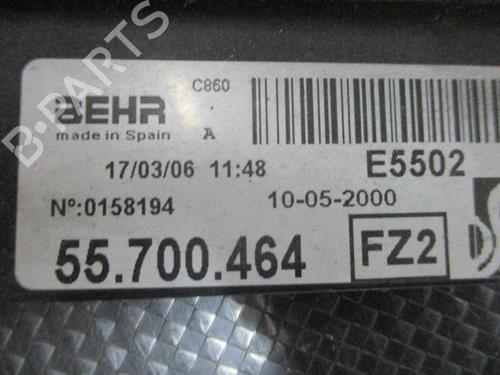 C860
BEHR
made in Spain A
17/03/06 11:48 E5502
Nº:0158194 10-05-2000
55.700.464 FZ2
B-PARTS